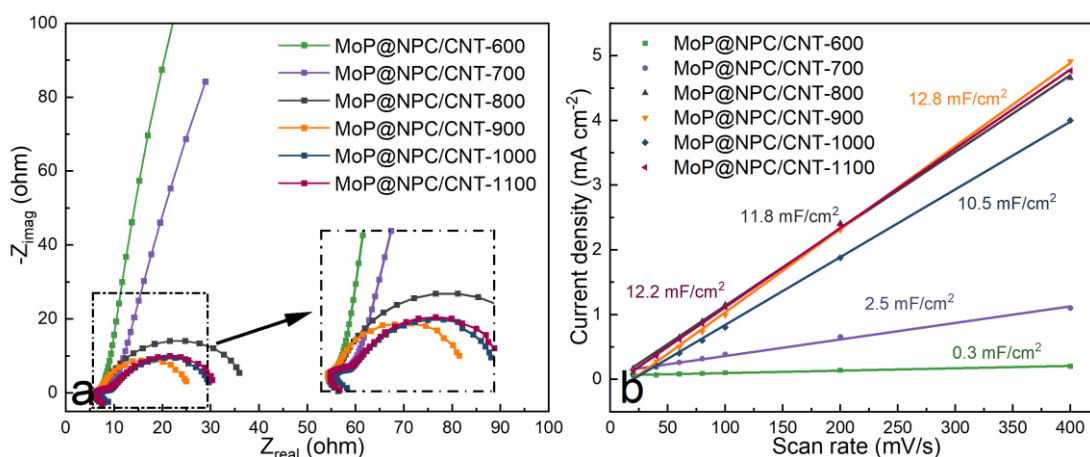 100
80
60
40
20
0
-Z_imag (ohm)
MoP@NPC/CNT-600
MoP@NPC/CNT-700
MoP@NPC/CNT-800
MoP@NPC/CNT-900
MoP@NPC/CNT-1000
MoP@NPC/CNT-1100
a
0 10 20 30 40 50 60 70 80 90 100
Z_real (ohm)
5
4
3
2
1
0
Current density (mA cm⁻²)
MoP@NPC/CNT-600
MoP@NPC/CNT-700
MoP@NPC/CNT-800
MoP@NPC/CNT-900
MoP@NPC/CNT-1000
MoP@NPC/CNT-1100
12.8 mF/cm²
11.8 mF/cm²
10.5 mF/cm²
12.2 mF/cm²
2.5 mF/cm²
0.3 mF/cm²
b
0 50 100 150 200 250 300 350 400
Scan rate (mV/s)